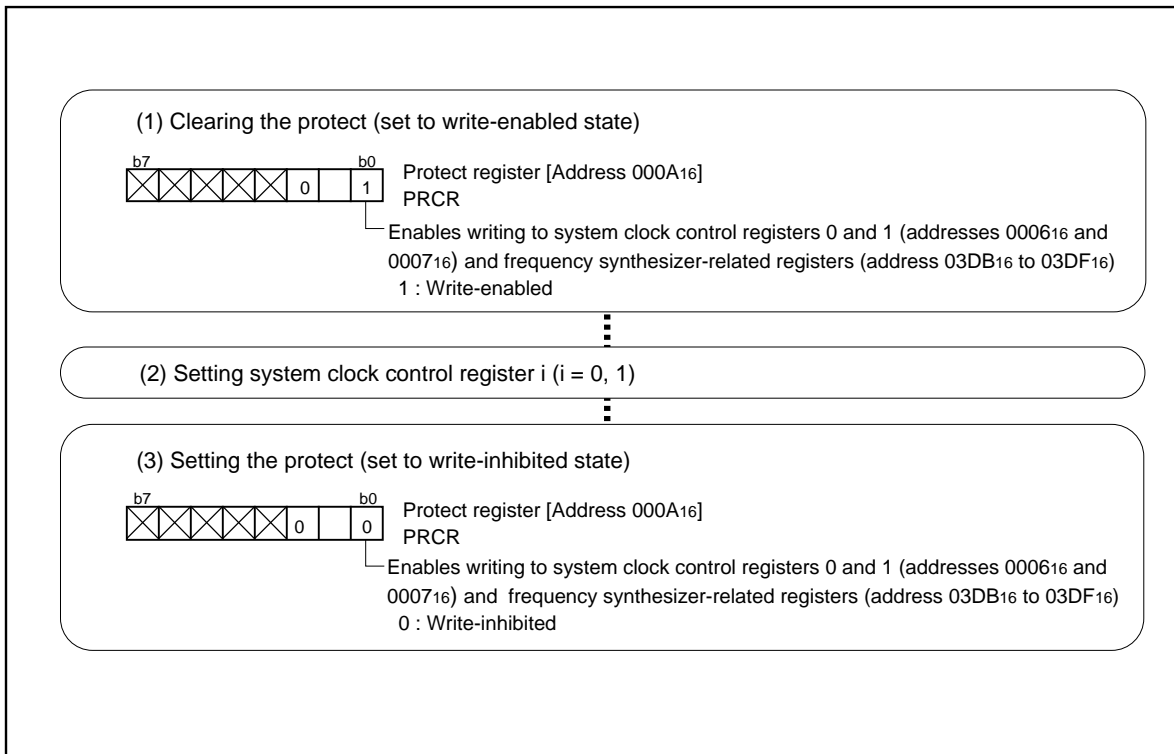 (1) Clearing the protect (set to write-enabled state)
b7 b0
0 1
Protect register [Address 000A16]
PRCR
Enables writing to system clock control registers 0 and 1 (addresses 000616 and
000716) and frequency synthesizer-related registers (address 03DB16 to 03DF16)
1 : Write-enabled
(2) Setting system clock control register i (i = 0, 1)
(3) Setting the protect (set to write-inhibited state)
b7 b0
0 0
Protect register [Address 000A16]
PRCR
Enables writing to system clock control registers 0 and 1 (addresses 000616 and
000716) and frequency synthesizer-related registers (address 03DB16 to 03DF16)
0 : Write-inhibited